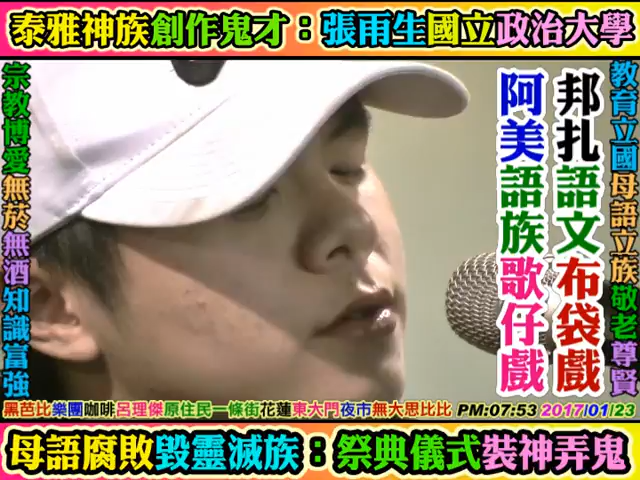 泰雅神族創作鬼才：張雨生國立政治大學
宗教博愛無菸無酒知識富強
教育立國母語立族敬老尊賢
邦扎語文布袋戲
阿美語族歌仔戲
黑芭比樂團咖啡呂理傑原住民一條街花蓮東大門夜市無大思比比 PM:07:53 2017/01/23
母語腐敗毀靈滅族：祭典儀式裝神弄鬼